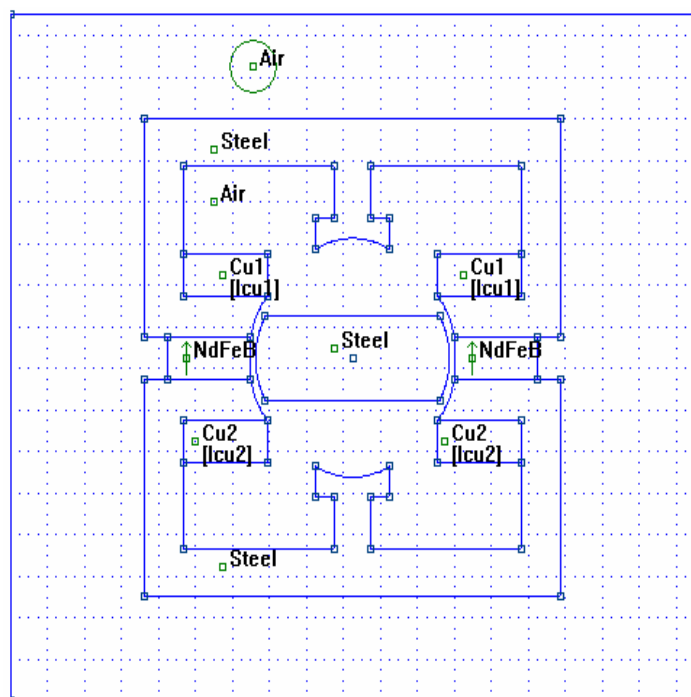 Air
Steel
Air
Cu1
[Icu1]
Cu1
[Icu1]
Steel
NdFeB
NdFeB
Cu2
[Icu2]
Cu2
[Icu2]
Steel